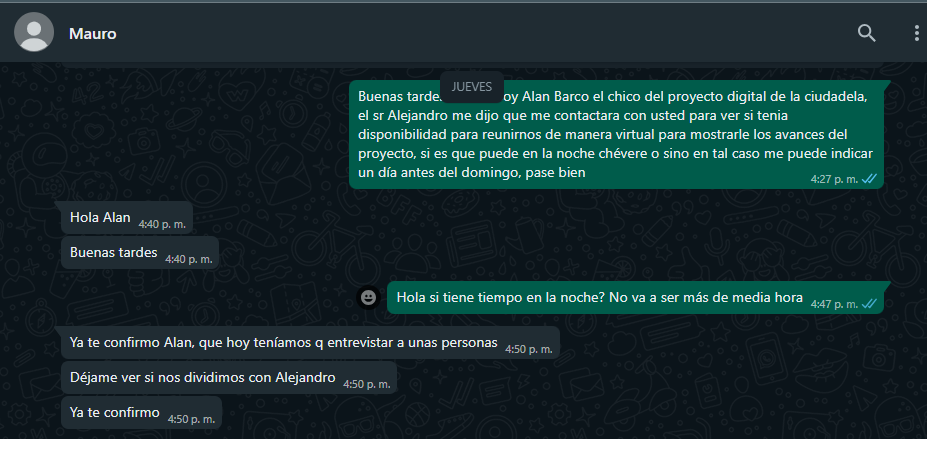 Mauro
JUEVES
Buenas tardes oy Alan Barco el chico del proyecto digital de la ciudadela,
el sr Alejandro me dijo que me contactara con usted para ver si tenia
disponibilidad para reunirnos de manera virtual para mostrarle los avances del
proyecto, si es que puede en la noche chévere o sino en tal caso me puede indicar
un día antes del domingo, pase bien
4:27 p. m.
Hola Alan
4:40 p. m.
Buenas tardes
4:40 p. m.
Hola si tiene tiempo en la noche? No va a ser más de media hora
4:47 p. m.
Ya te confirmo Alan, que hoy teníamos q entrevistar a unas personas
4:50 p. m.
Déjame ver si nos dividimos con Alejandro
4:50 p. m.
Ya te confirmo
4:50 p. m.